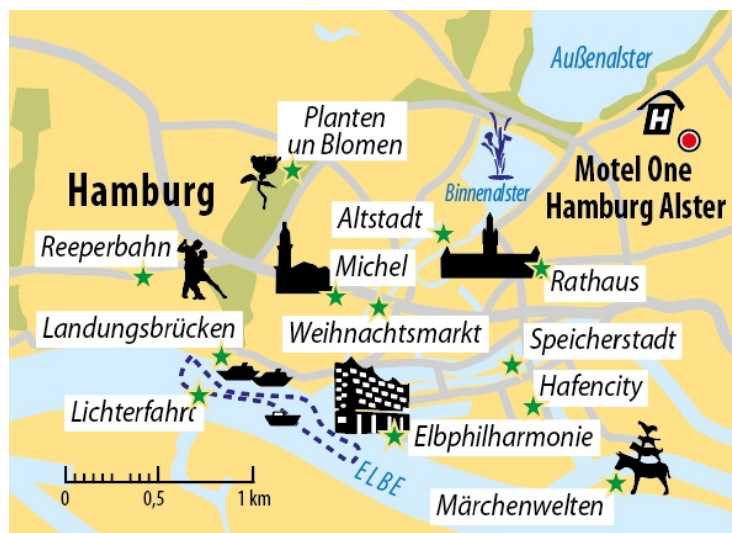 Außenalster
Planten
un Blomen
H
Motel One
Hamburg Alster
Hamburg
Binnenalster
Altstadt
Reeperbahn
Michel
Rathaus
Landungsbrücken
Weihnachtsmarkt
Speicherstadt
Hafencity
Lichterfahrt
Elbphilharmonie
ELBE
Märchenwelten
0 0,5 1 km